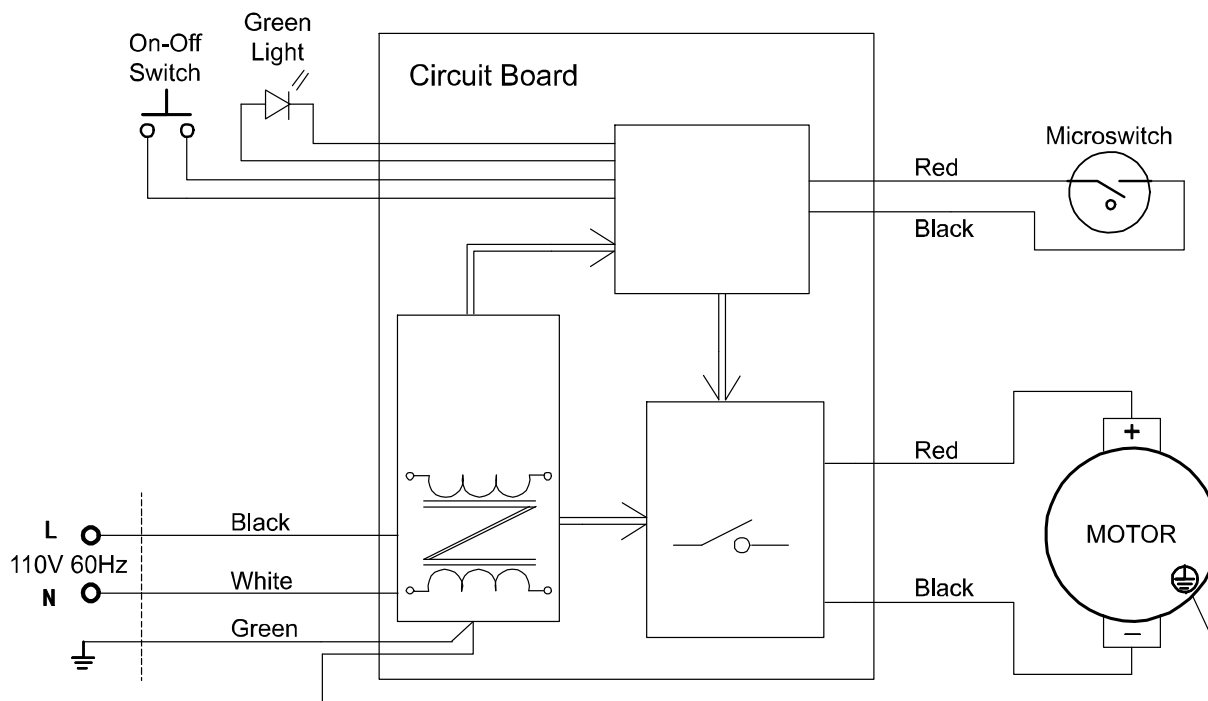 Green
Light
On-Off
Switch
Circuit Board
Microswitch
Red
Black
Red
+
MOTOR
Black
−
L
Black
110V 60Hz
White
N
Green